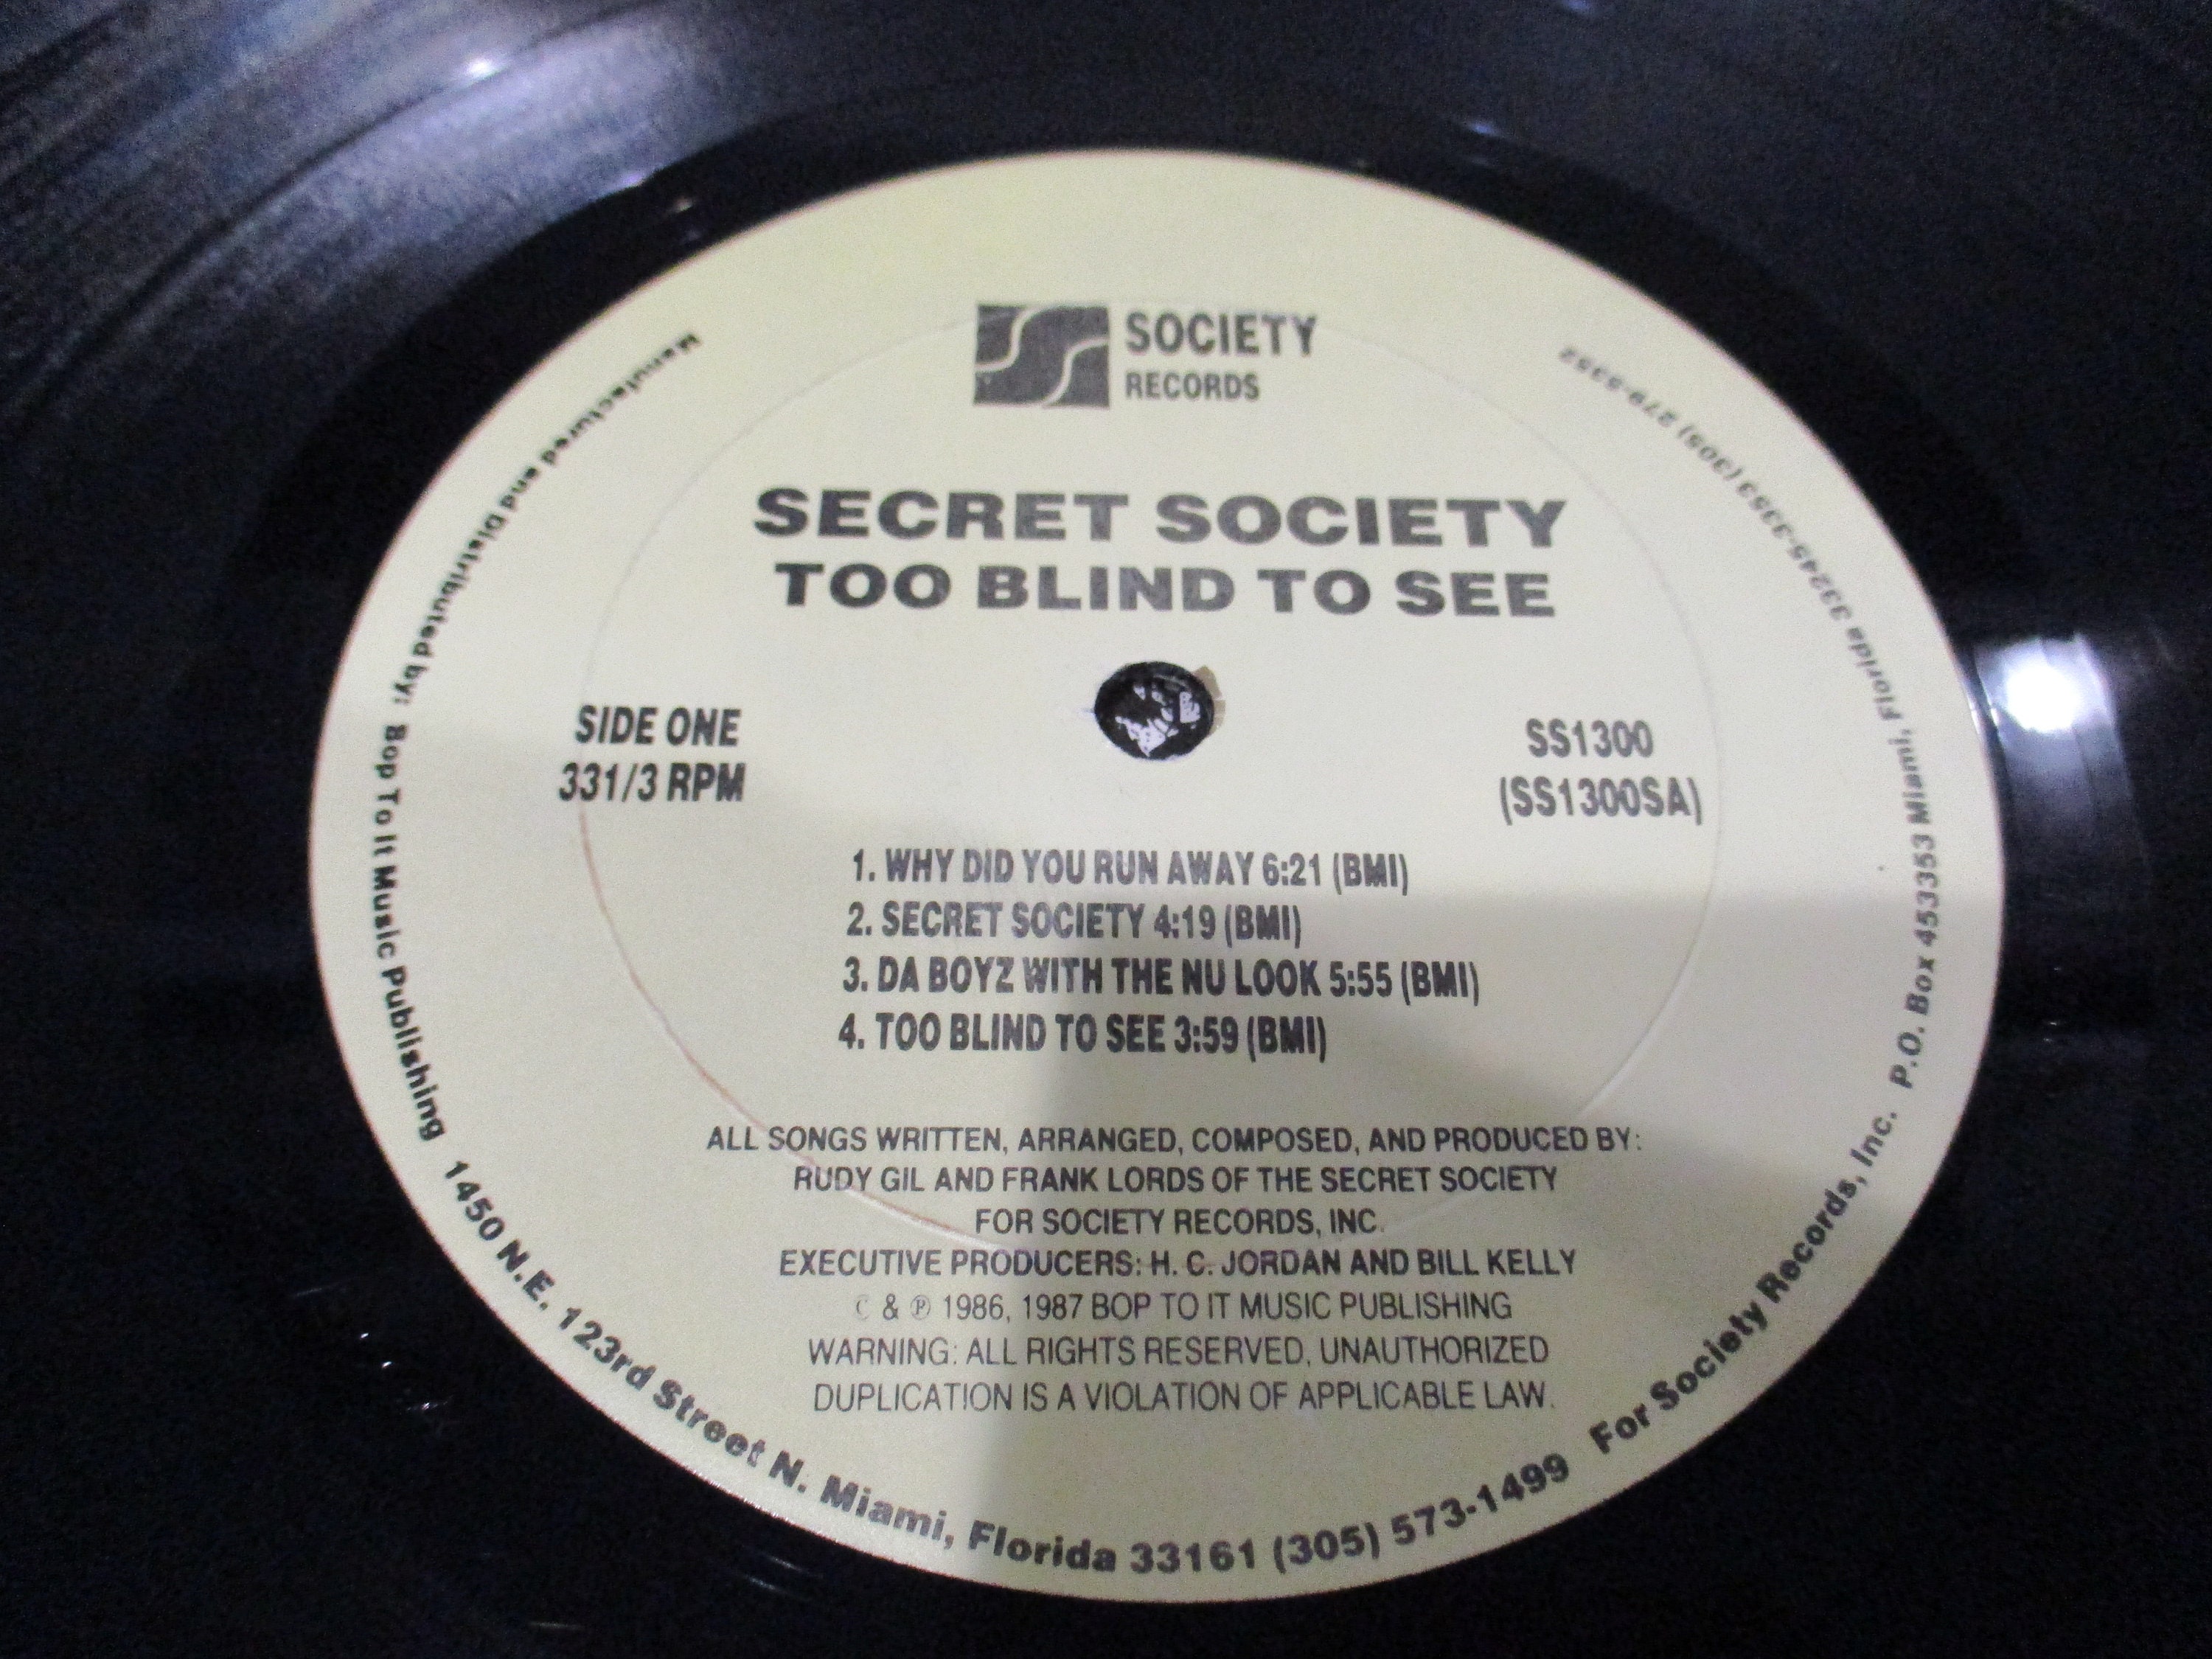 SOCIETY
RECORDS
SECRET SOCIETY
TOO BLIND TO SEE
SIDE ONE
331/3 RPM
SS1300
(SS1300SA)
1. WHY DID YOU RUN AWAY 6:21 (BMI)
2. SECRET SOCIETY 4:19 (BMI)
3. DA BOYZ WITH THE NU LOOK 5:55 (BMI)
4. TOO BLIND TO SEE 3:59 (BMI)
ALL SONGS WRITTEN, ARRANGED, COMPOSED, AND PRODUCED BY:
RUDY GIL AND FRANK LORDS OF THE SECRET SOCIETY
FOR SOCIETY RECORDS, INC.
EXECUTIVE PRODUCERS: H. C. JORDAN AND BILL KELLY
© & ℗ 1986, 1987 BOP TO IT MUSIC PUBLISHING
WARNING: ALL RIGHTS RESERVED, UNAUTHORIZED
DUPLICATION IS A VIOLATION OF APPLICABLE LAW.
Manufactured and Distributed by: Bop To It Music Publishing 1450 N.E. 123rd Street N. Miami, Florida 33161 (305) 573-1499 For Society Records, Inc. P.O. Box 453353 Miami, Florida 33245-3353 (305) 279-5352